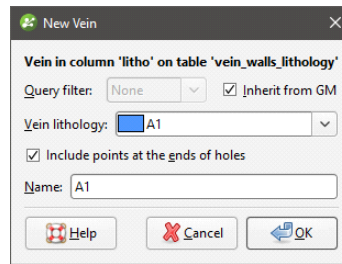 New Vein
Vein in column 'litho' on table 'vein_walls_lithology'
Query filter: None Inherit from GM
Vein lithology: A1
Include points at the ends of holes
Name: A1
Help Cancel OK